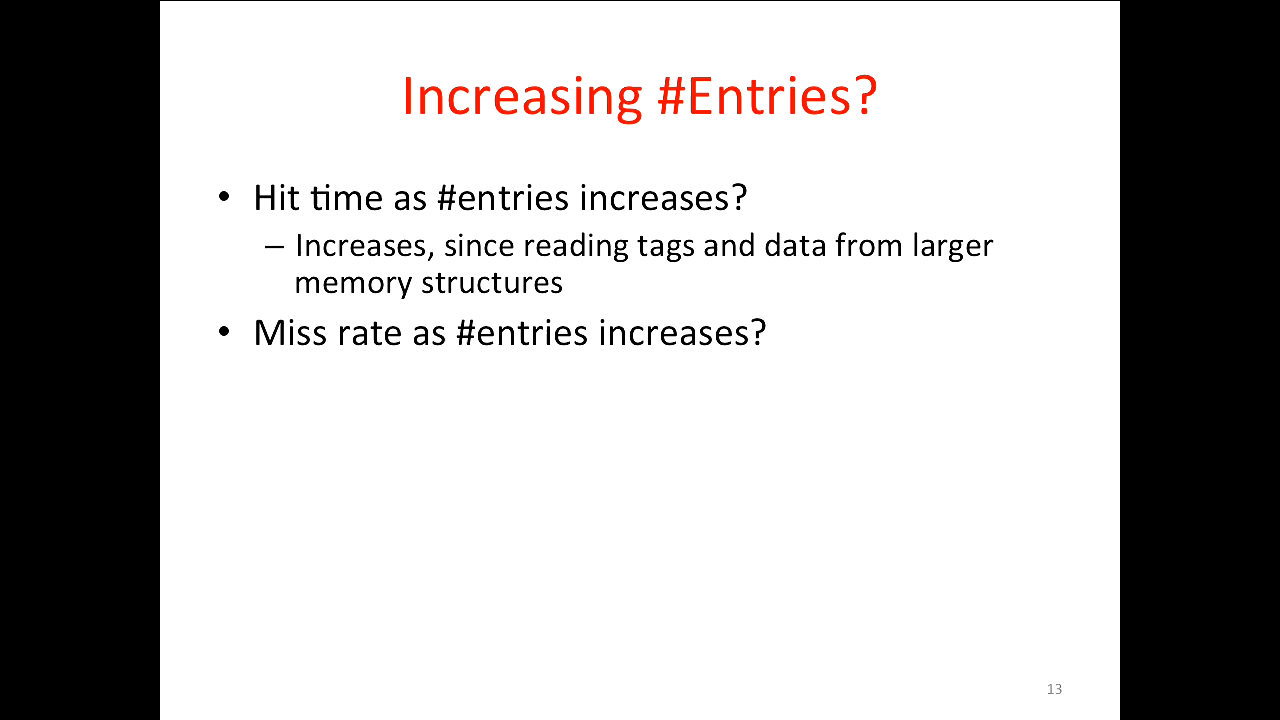 Increasing #Entries?
• Hit time as #entries increases?
– Increases, since reading tags and data from larger
memory structures
• Miss rate as #entries increases?
13